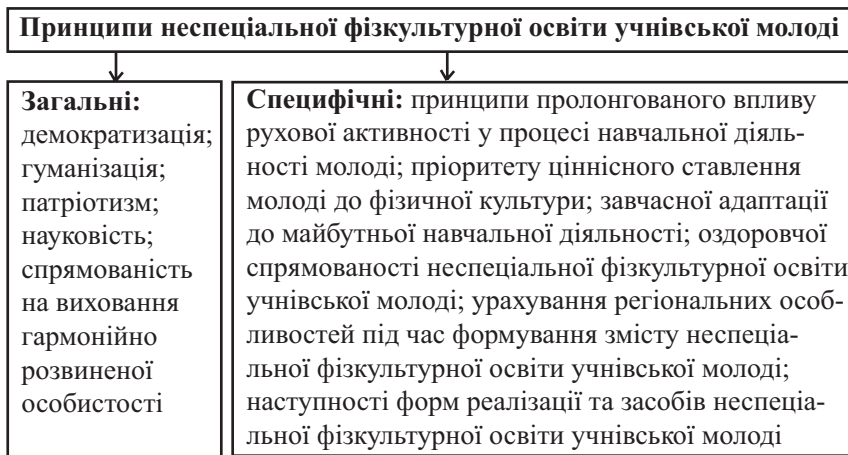 Принципи неспеціальної фізкультурної освіти учнівської молоді
Загальні:
демократизація;
гуманізація;
патріотизм;
науковість;
спрямованість
на виховання
гармонійно
розвиненої
особистості
Специфічні: принципи пролонгованого впливу
рухової активності у процесі навчальної діяль-
ності молоді; пріоритету ціннісного ставлення
молоді до фізичної культури; завчасної адаптації
до майбутньої навчальної діяльності; оздоровчої
спрямованості неспеціальної фізкультурної освіти
учнівської молоді; урахування регіональних особ-
ливостей під час формування змісту неспеціа-
льної фізкультурної освіти учнівської молоді;
наступності форм реалізації та засобів неспеціа-
льної фізкультурної освіти учнівської молоді